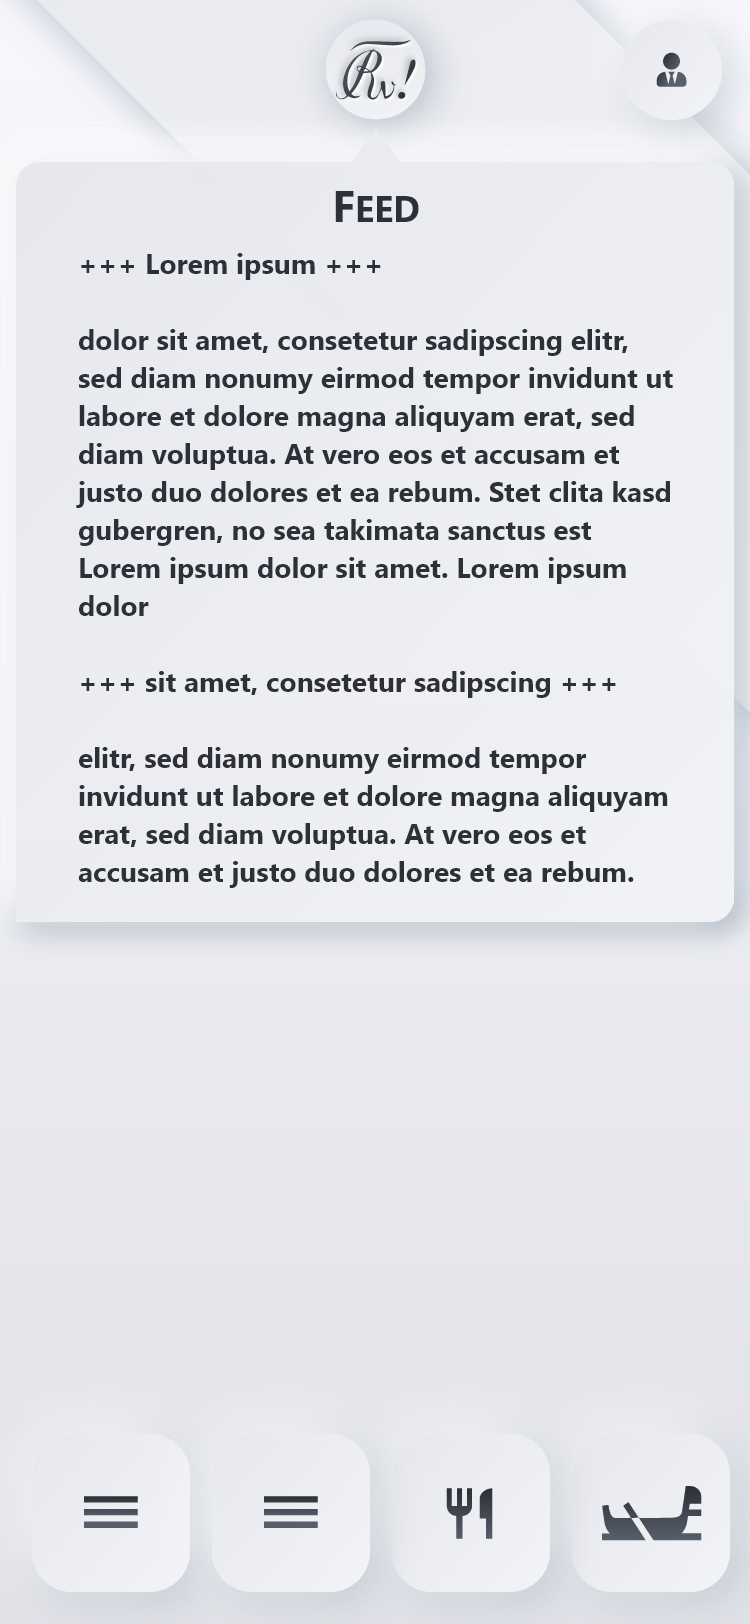 Rv!
FEED
+++ Lorem ipsum +++
dolor sit amet, consetetur sadipscing elitr,
sed diam nonumy eirmod tempor invidunt ut
labore et dolore magna aliquyam erat, sed
diam voluptua. At vero eos et accusam et
justo duo dolores et ea rebum. Stet clita kasd
gubergren, no sea takimata sanctus est
Lorem ipsum dolor sit amet. Lorem ipsum
dolor
+++ sit amet, consetetur sadipscing +++
elitr, sed diam nonumy eirmod tempor
invidunt ut labore et dolore magna aliquyam
erat, sed diam voluptua. At vero eos et
accusam et justo duo dolores et ea rebum.